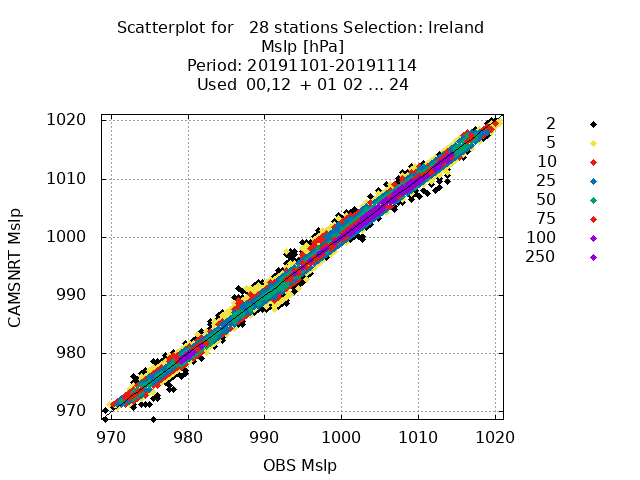 Scatterplot for 28 stations Selection: Ireland
Mslp [hPa]
Period: 20191101-20191114
Used 00,12 + 01 02 ... 24
CAMSNRT Mslp
1020
1010
1000
990
980
970
970 980 990 1000 1010 1020
OBS Mslp
2
5
10
25
50
75
100
250